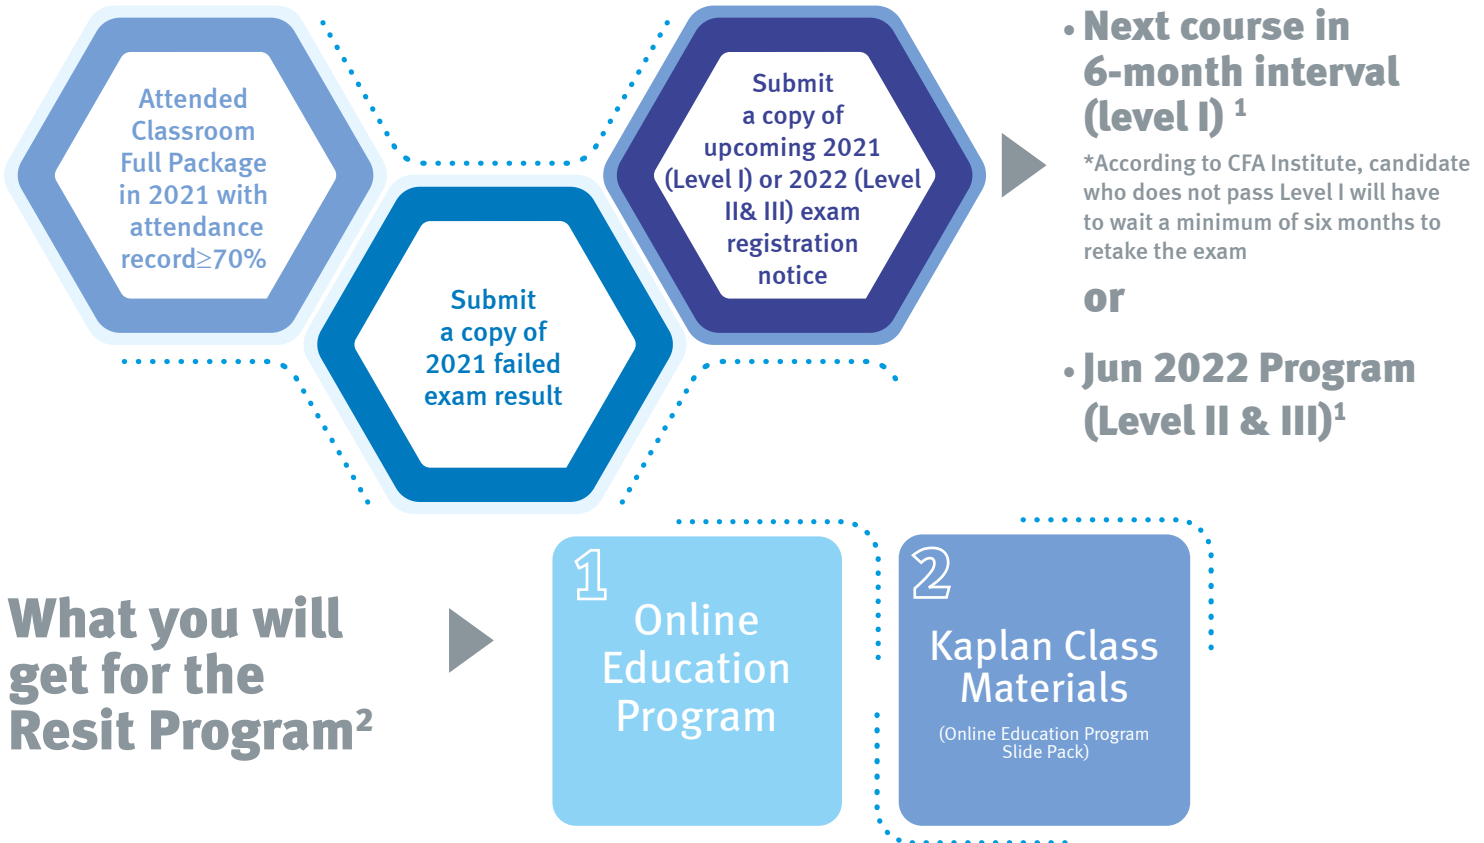 Attended
Classroom
Full Package
in 2021 with
attendance
record≥70%
Submit
a copy of
2021 failed
exam result
Submit
a copy of
upcoming 2021
(Level I) or 2022 (Level
II& III) exam
registration
notice
• Next course in
6-month interval
(level I) 1
*According to CFA Institute, candidate
who does not pass Level I will have
to wait a minimum of six months to
retake the exam
or
• Jun 2022 Program
(Level II & III)1
What you will
get for the
Resit Program2
1
Online
Education
Program
2
Kaplan Class
Materials
(Online Education Program
Slide Pack)